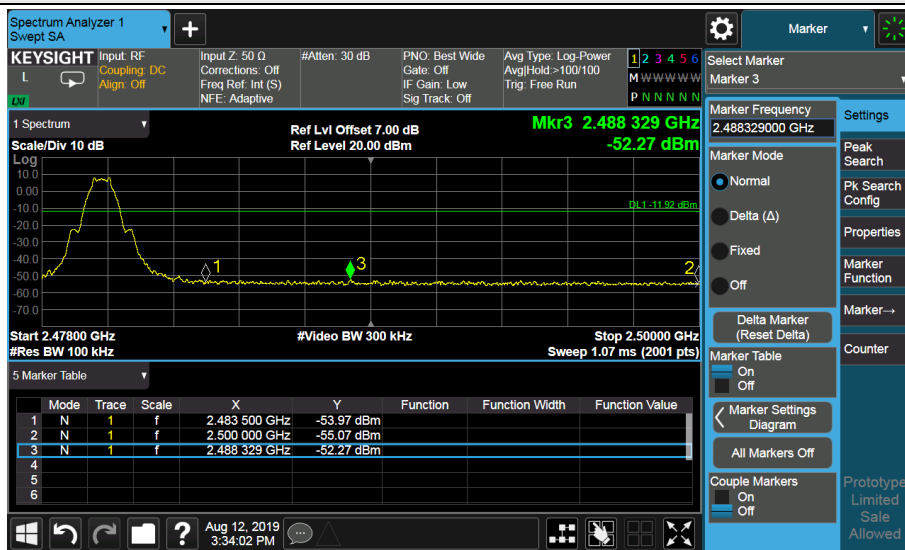 Spectrum Analyzer 1
Swept SA
Marker
KEYSIGHT
L
LXI
Input: RF
Coupling: DC
Align: Off
Input Z: 50 Ω
Corrections: Off
Freq Ref: Int (S)
NFE: Adaptive
#Atten: 30 dB
PNO: Best Wide
Gate: Off
IF Gain: Low
Sig Track: Off
Avg Type: Log-Power
Avg|Hold:>100/100
Trig: Free Run
1 2 3 4 5 6
M W W W W W
P N N N N N
Select Marker
Marker 3
1 Spectrum
Scale/Div 10 dB
Ref Lvl Offset 7.00 dB
Ref Level 20.00 dBm
Mkr3 2.488 329 GHz
-52.27 dBm
Log
10.0
0.00
-10.0
-20.0
-30.0
-40.0
-50.0
-60.0
-70.0
DL1 -11.92 dBm
1
3
2
Start 2.47800 GHz
#Video BW 300 kHz
Stop 2.50000 GHz
#Res BW 100 kHz
Sweep 1.07 ms (2001 pts)
5 Marker Table
Mode Trace Scale X Y Function Function Width Function Value
1 N 1 f 2.483 500 GHz -53.97 dBm
2 N 1 f 2.500 000 GHz -55.07 dBm
3 N 1 f 2.488 329 GHz -52.27 dBm
4
5
6
Marker Frequency
2.488329000 GHz
Marker Mode
Normal
Delta (Δ)
Fixed
Off
Delta Marker
(Reset Delta)
Marker Table
On
Off
Marker Settings
Diagram
All Markers Off
Couple Markers
On
Off
Settings
Peak
Search
Pk Search
Config
Properties
Marker
Function
Marker→
Counter
Prototype
Limited
Sale
Allowed
?
Aug 12, 2019
3:34:02 PM